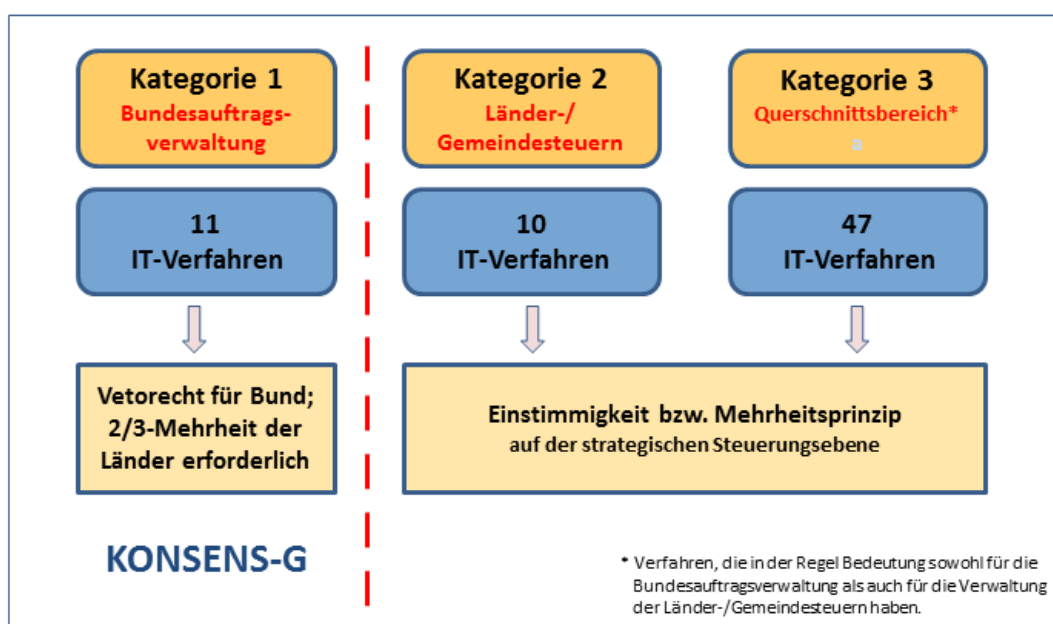 Kategorie 1
Bundesauftrags-
verwaltung
11
IT-Verfahren
Vetorecht für Bund;
2/3-Mehrheit der
Länder erforderlich
KONSENS-G
Kategorie 2
Länder-/
Gemeindesteuern
10
IT-Verfahren
Kategorie 3
Querschnittsbereich*
a
47
IT-Verfahren
Einstimmigkeit bzw. Mehrheitsprinzip
auf der strategischen Steuerungsebene
* Verfahren, die in der Regel Bedeutung sowohl für die
Bundesauftragsverwaltung als auch für die Verwaltung
der Länder-/Gemeindesteuern haben.